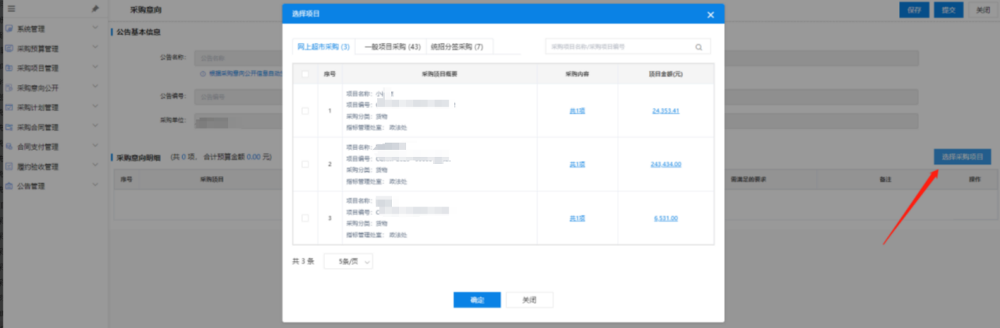 采购意向
保存
提交
关闭
系统管理
采购预算管理
采购项目管理
采购意向公开
采购计划管理
采购合同管理
合同支付管理
履约验收管理
公告管理
公告基本信息
公告名称:
公告名称
根据采购意向公开信息自动
公告编号:
公告编号
采购单位:
采购意向明细 (共 0 项, 合计预算金额 0.00 元)
选择采购项目
序号
采购项目
需满足的要求
备注
操作
选择项目
网上超市采购 (3)
一般项目采购 (43)
统招分签采购 (7)
采购项目名称/采购项目编号
序号
采购项目概要
采购内容
项目金额(元)
1
项目名称: 小
项目编号:
采购分类: 货物
指标管理处室: 政法处
共1项
24,353.41
2
项目名称:
项目编号:
采购分类: 货物
指标管理处室: 政法处
共1项
243,434.00
3
项目名称:
项目编号: C
采购分类: 货物
指标管理处室: 政法处
共1项
6,531.00
共 3 条
5条/页
确定
关闭